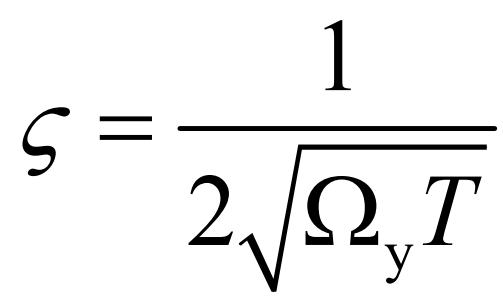 ς = 1 / (2√(Ω_y T))